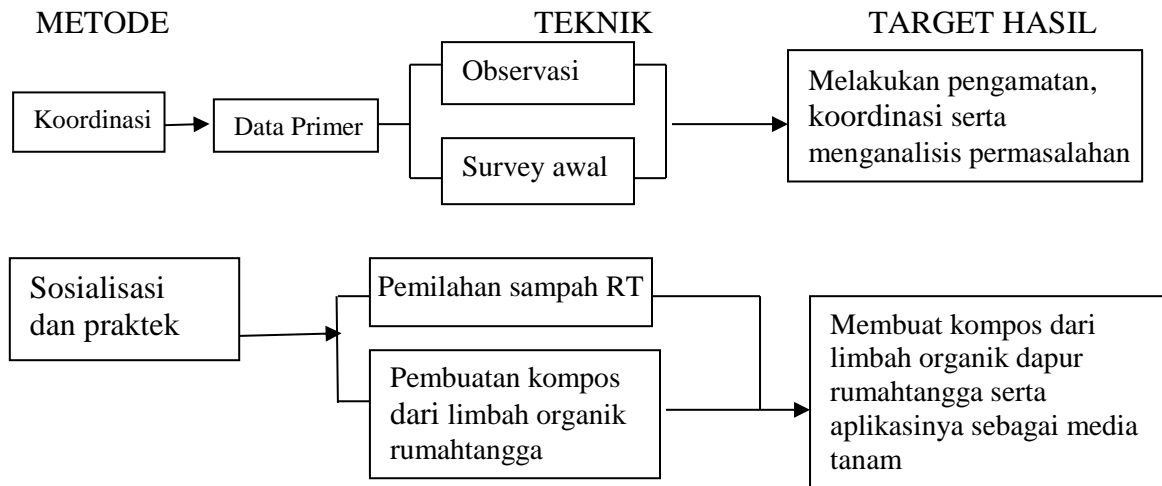 METODE
TEKNIK
TARGET HASIL
Koordinasi
Data Primer
Observasi
Survey awal
Melakukan pengamatan,
koordinasi serta
menganalisis permasalahan
Sosialisasi
dan praktek
Pemilahan sampah RT
Pembuatan kompos
dari limbah organik
rumahtangga
Membuat kompos dari
limbah organik dapur
rumahtangga serta
aplikasinya sebagai media
tanam